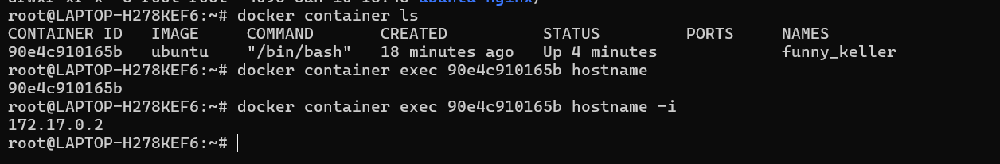 root@LAPTOP-H278KEF6:~# docker container ls
CONTAINER ID   IMAGE     COMMAND       CREATED          STATUS         PORTS     NAMES
90e4c910165b   ubuntu    "/bin/bash"   18 minutes ago   Up 4 minutes             funny_keller
root@LAPTOP-H278KEF6:~# docker container exec 90e4c910165b hostname
90e4c910165b
root@LAPTOP-H278KEF6:~# docker container exec 90e4c910165b hostname -i
172.17.0.2
root@LAPTOP-H278KEF6:~#